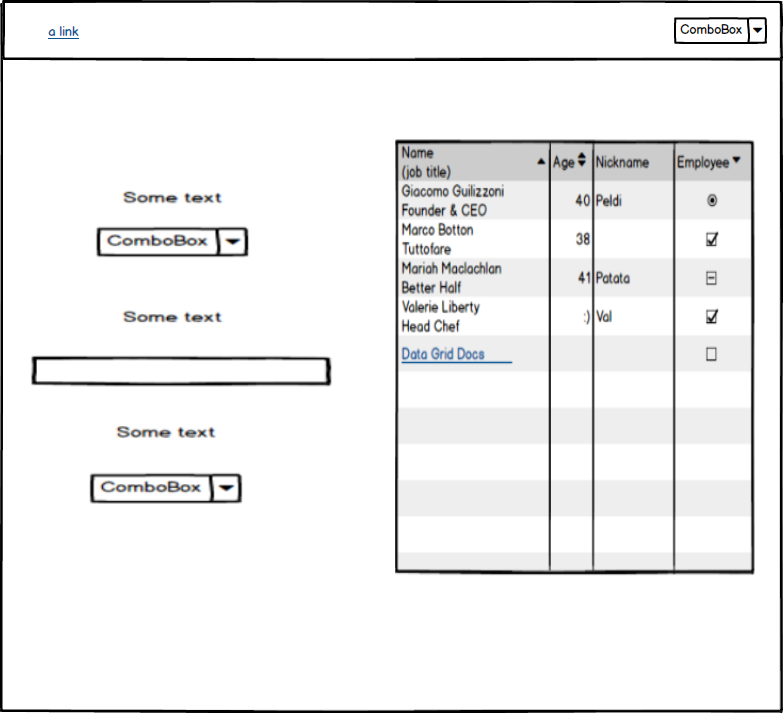 a link
ComboBox
Some text
ComboBox
Some text
Some text
ComboBox
Name
(job title)
Age
Nickname
Employee
Giacomo Guilizzoni
Founder & CEO
40
Peldi
Marco Botton
Tuttofare
38
Mariah Maclachlan
Better Half
41
Patata
Valerie Liberty
Head Chef
:)
Val
Data Grid Docs